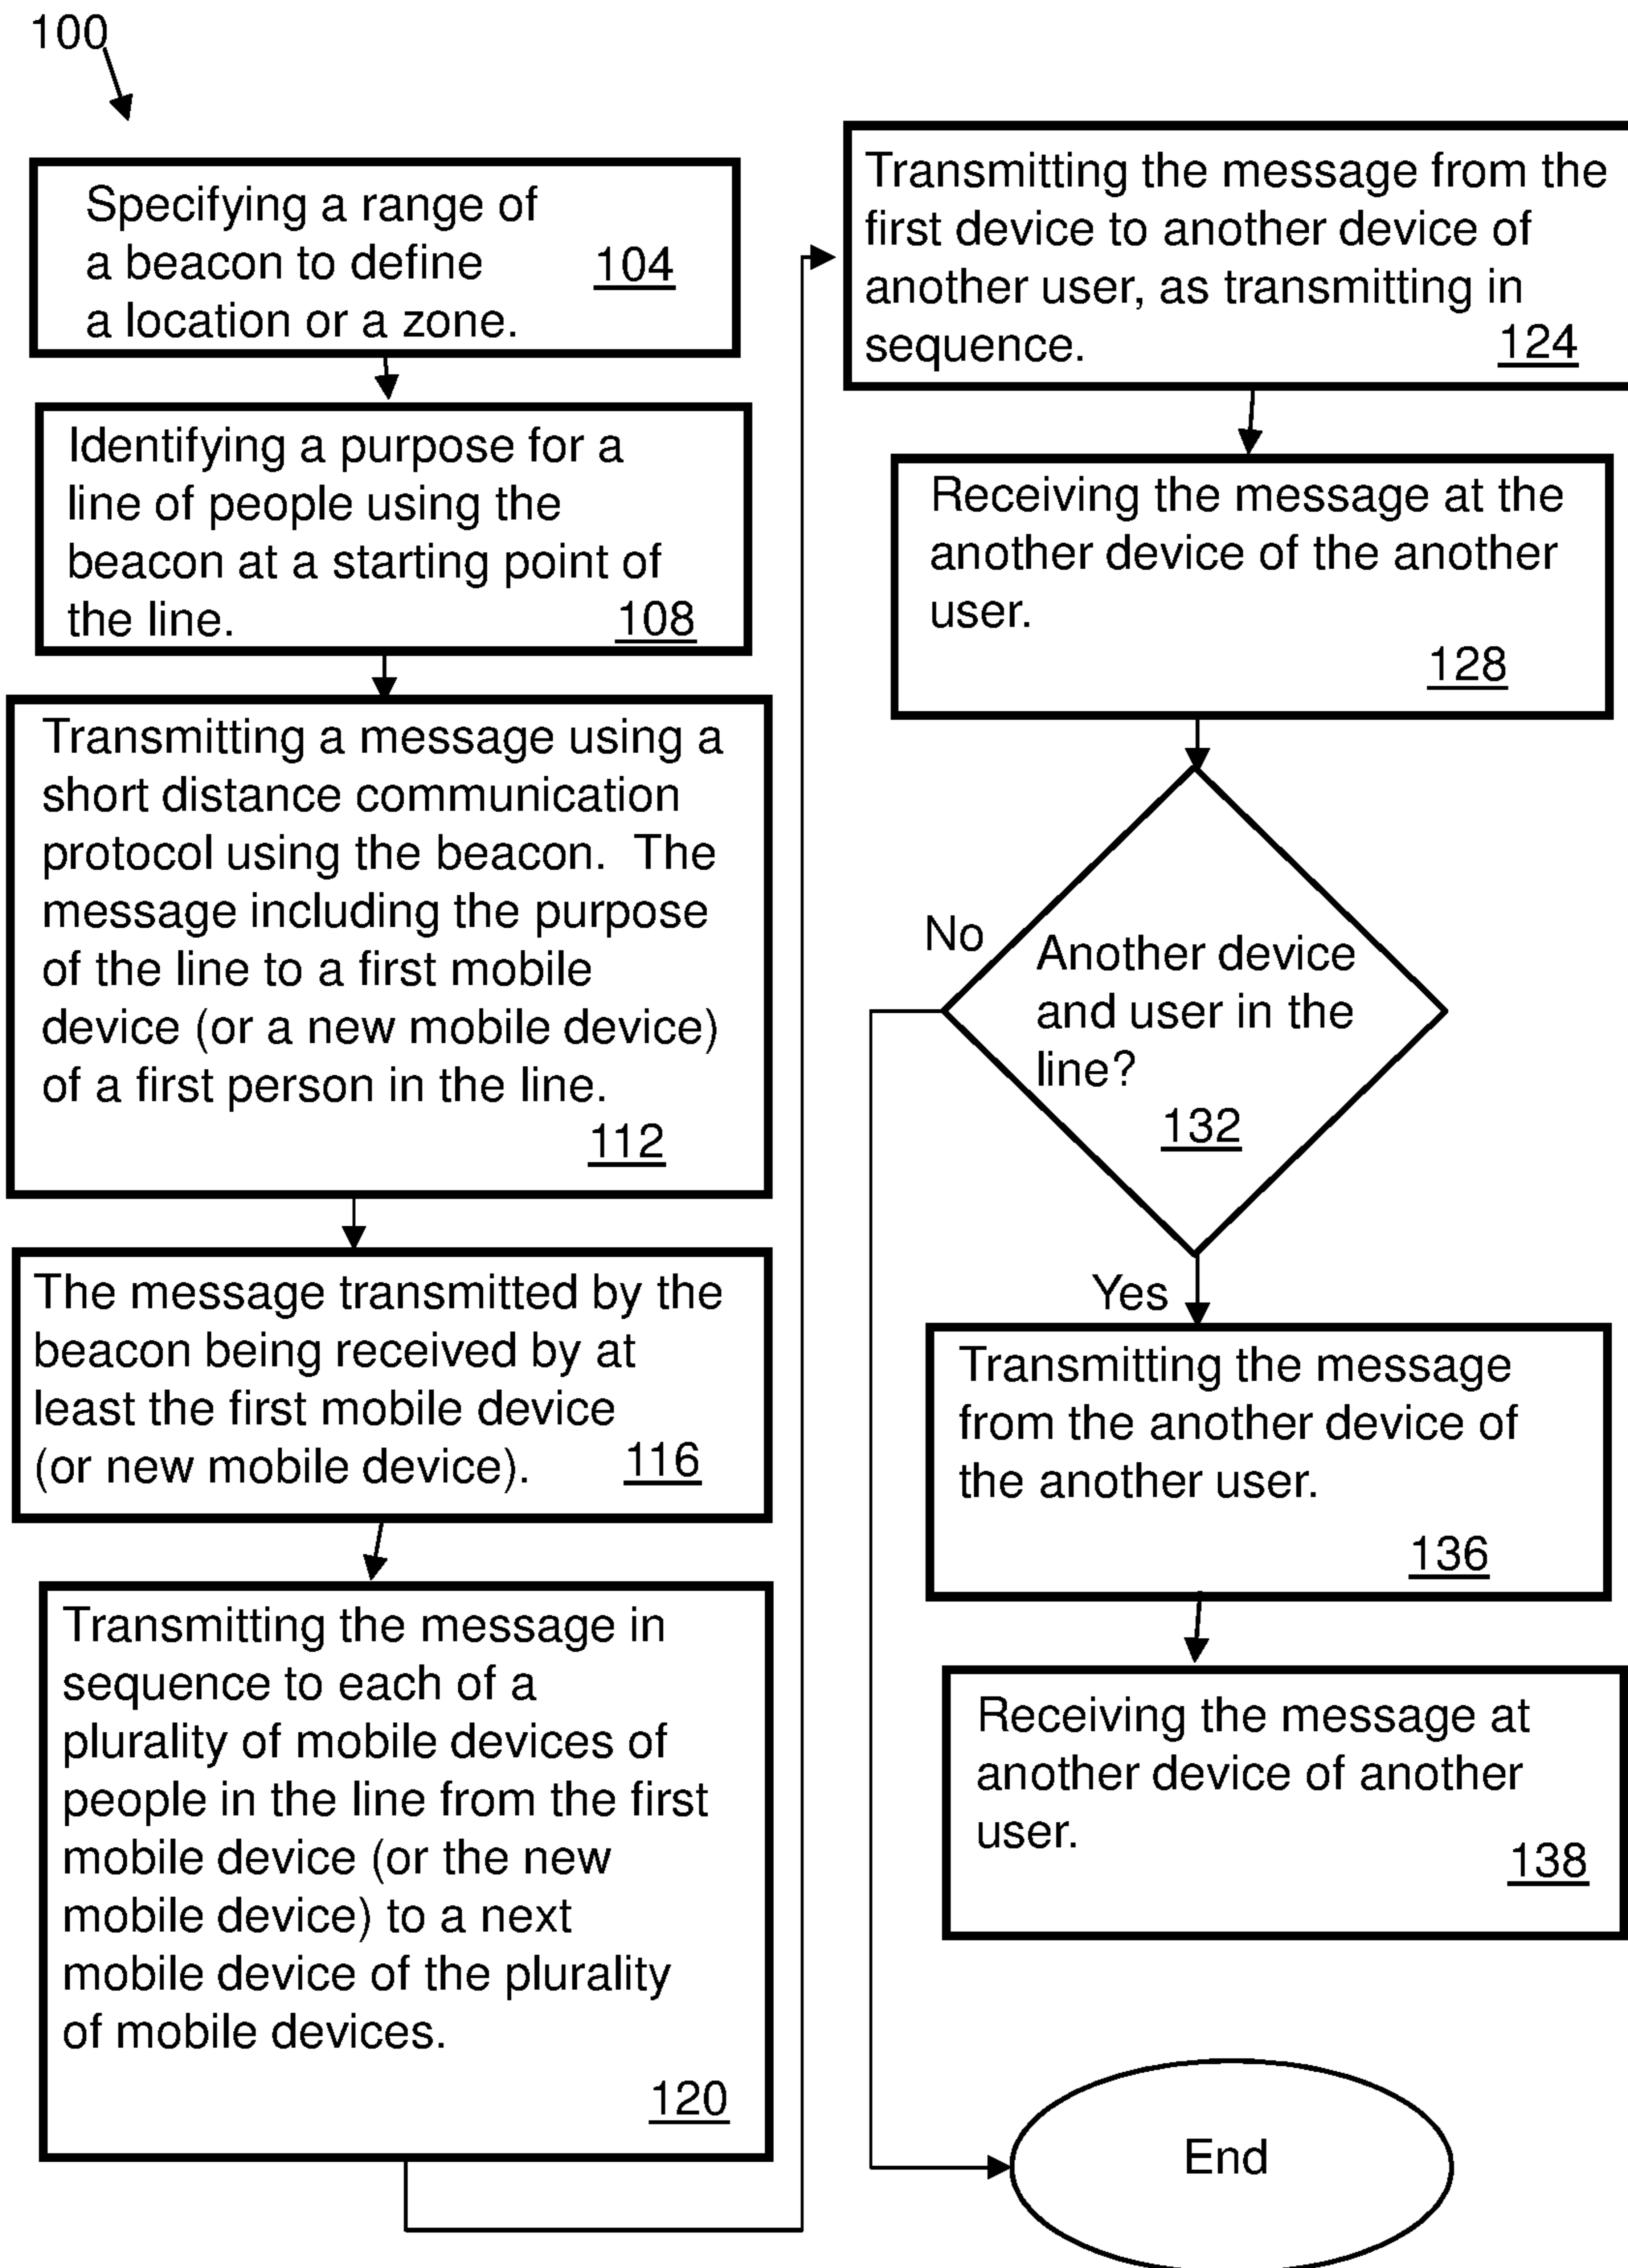 100
Specifying a range of
a beacon to define
a location or a zone.
104
Identifying a purpose for a
line of people using the
beacon at a starting point of
the line.
108
Transmitting a message using a
short distance communication
protocol using the beacon.  The
message including the purpose
of the line to a first mobile
device (or a new mobile device)
of a first person in the line.
112
The message transmitted by the
beacon being received by at
least the first mobile device
(or new mobile device).
116
Transmitting the message in
sequence to each of a
plurality of mobile devices of
people in the line from the first
mobile device (or the new
mobile device) to a next
mobile device of the plurality
of mobile devices.
120
Transmitting the message from the
first device to another device of
another user, as transmitting in
sequence.
124
Receiving the message at the
another device of the another
user.
128
No
Another device
and user in the
line?
132
Yes
Transmitting the message
from the another device of
the another user.
136
Receiving the message at
another device of another
user.
138
End